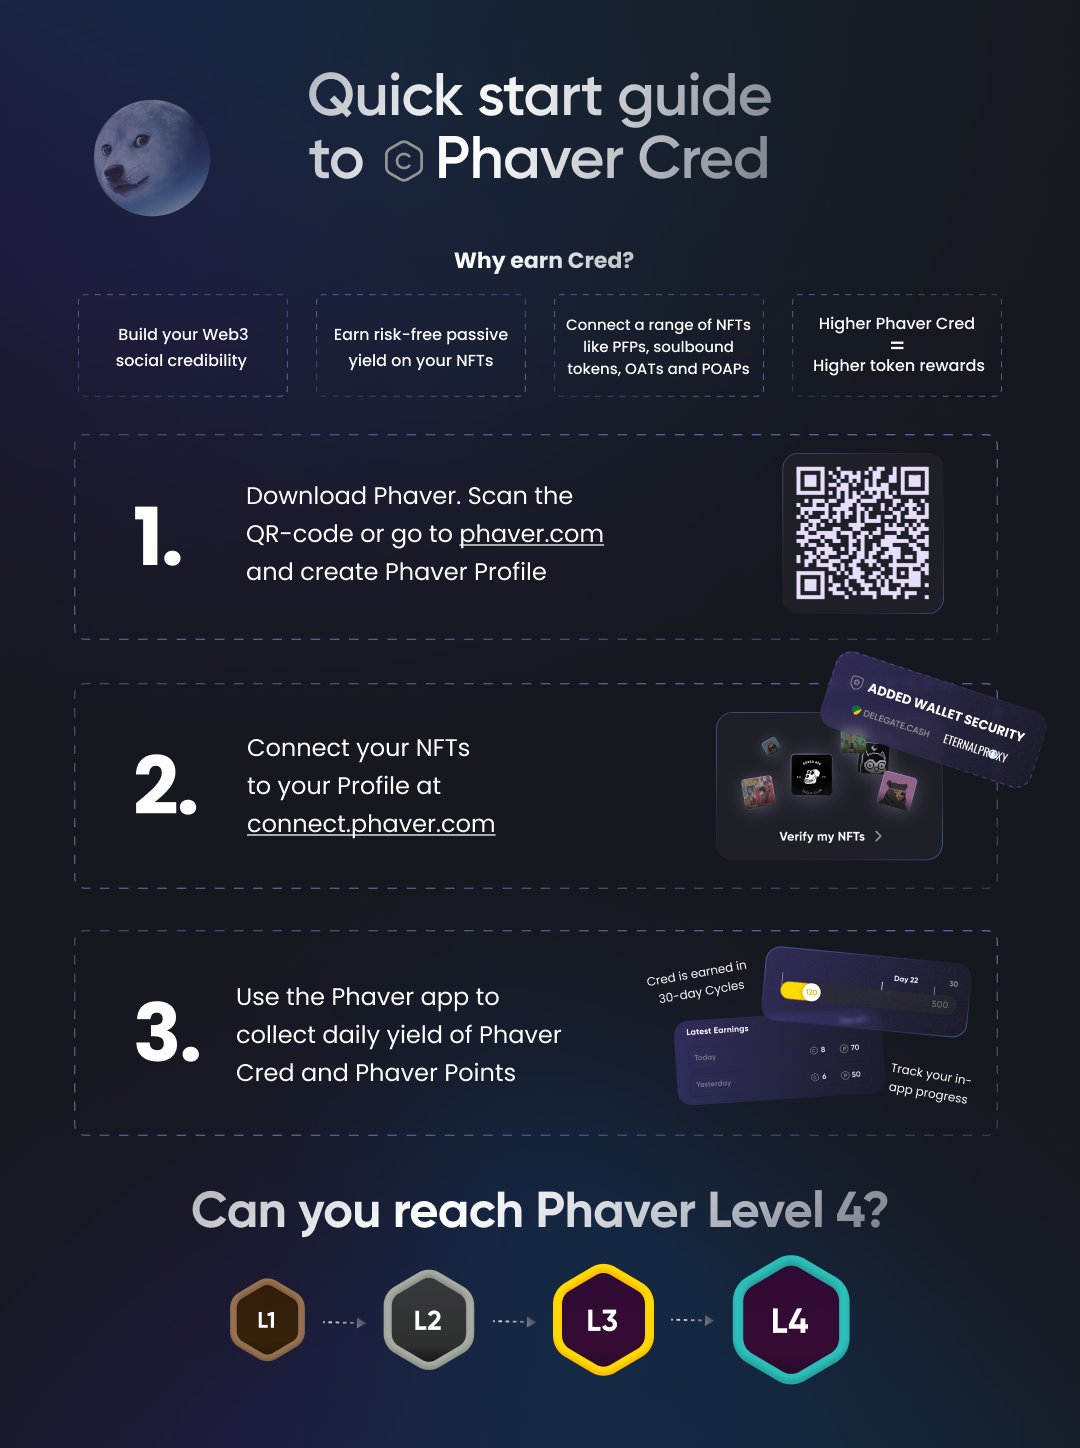 Quick start guide
to C Phaver Cred
Why earn Cred?
Build your Web3
social credibility
Earn risk-free passive
yield on your NFTs
Connect a range of NFTs
like PFPs, soulbound
tokens, OATs and POAPs
Higher Phaver Cred
=
Higher token rewards
1.
Download Phaver. Scan the
QR-code or go to phaver.com
and create Phaver Profile
2.
Connect your NFTs
to your Profile at
connect.phaver.com
ADDED WALLET SECURITY
DELEGATE.CASH
ETERNALPROXY
Verify my NFTs
3.
Use the Phaver app to
collect daily yield of Phaver
Cred and Phaver Points
Cred is earned in
30-day Cycles
Day 22
30
120
500
Latest Earnings
Today C 8 P 70
Yesterday C 6 P 50
Track your in-
app progress
Can you reach Phaver Level 4?
L1
L2
L3
L4